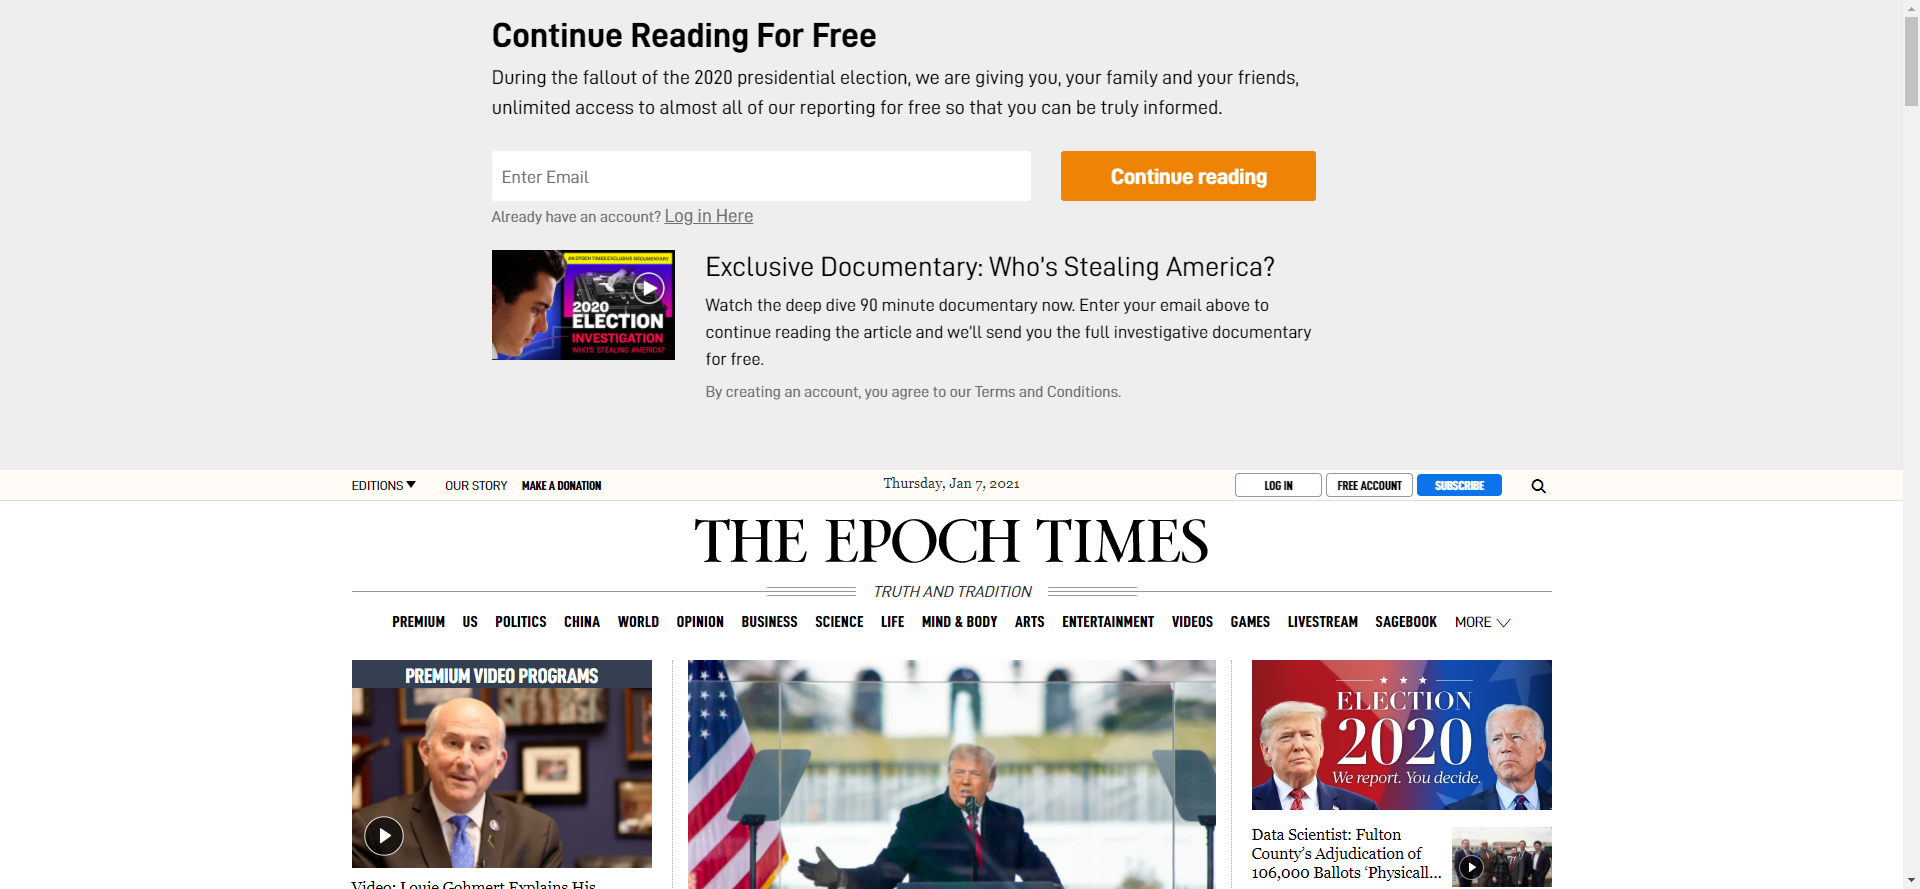 Continue Reading For Free
During the fallout of the 2020 presidential election, we are giving you, your family and your friends,
unlimited access to almost all of our reporting for free so that you can be truly informed.
Enter Email
Continue reading
Already have an account? Log in Here
AN EPOCH TIMES EXCLUSIVE DOCUMENTARY
2020
ELECTION
INVESTIGATION
WHO'S STEALING AMERICA?
Exclusive Documentary: Who's Stealing America?
Watch the deep dive 90 minute documentary now. Enter your email above to
continue reading the article and we'll send you the full investigative documentary
for free.
By creating an account, you agree to our Terms and Conditions.
EDITIONS OUR STORY MAKE A DONATION Thursday, Jan 7, 2021 LOG IN FREE ACCOUNT SUBSCRIBE
THE EPOCH TIMES
TRUTH AND TRADITION
PREMIUM US POLITICS CHINA WORLD OPINION BUSINESS SCIENCE LIFE MIND & BODY ARTS ENTERTAINMENT VIDEOS GAMES LIVESTREAM SAGEBOOK MORE
PREMIUM VIDEO PROGRAMS
Video: Louie Gohmert Explains His
ELECTION
2020
We report. You decide.
Data Scientist: Fulton
County’s Adjudication of
106,000 Ballots ‘Physicall...